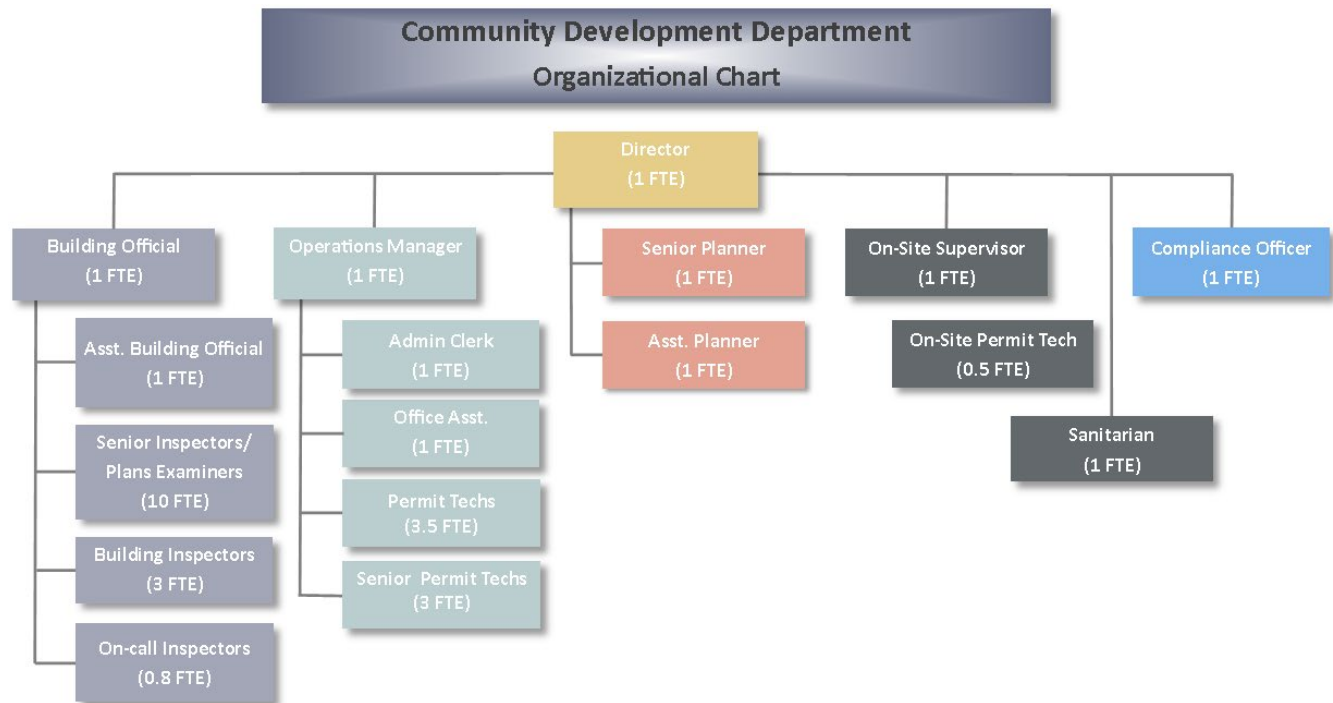 Community Development Department
Organizational Chart
Director
(1 FTE)
Building Official
(1 FTE)
Asst. Building Official
(1 FTE)
Senior Inspectors/
Plans Examiners
(10 FTE)
Building Inspectors
(3 FTE)
On-call Inspectors
(0.8 FTE)
Operations Manager
(1 FTE)
Admin Clerk
(1 FTE)
Office Asst.
(1 FTE)
Permit Techs
(3.5 FTE)
Senior Permit Techs
(3 FTE)
Senior Planner
(1 FTE)
Asst. Planner
(1 FTE)
On-Site Supervisor
(1 FTE)
On-Site Permit Tech
(0.5 FTE)
Sanitarian
(1 FTE)
Compliance Officer
(1 FTE)